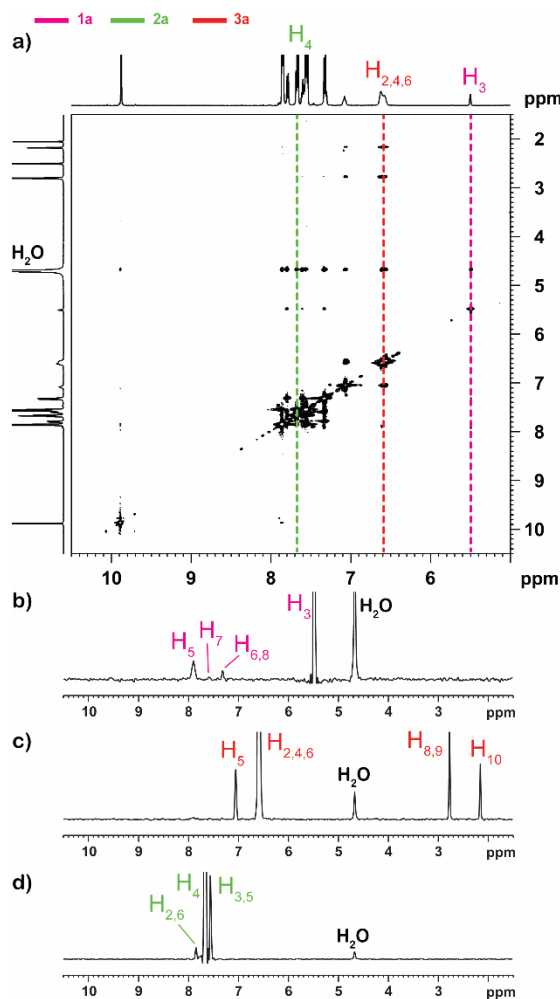 1a 2a 3a
a)
H₄
H₂,₄,₆
H₃
ppm
H₂O
2
3
4
5
6
7
8
9
10
10 9 8 7 6
ppm
b)
H₅
H₇
H₆,₈
H₃
H₂O
10 9 8 7 6 5 4 3 ppm
c)
H₅
H₂,₄,₆
H₂O
H₈,₉
H₁₀
10 9 8 7 6 5 4 3 ppm
d)
H₂,₆
H₄
H₃,₅
H₂O
10 9 8 7 6 5 4 3 ppm